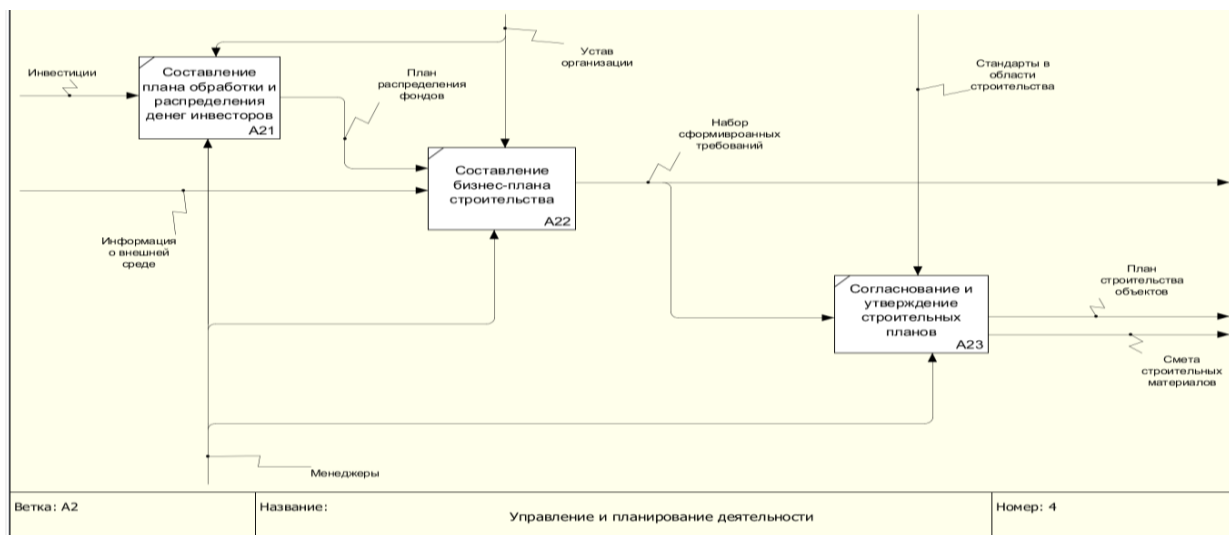 Инвестиции
Составление
плана обработки и
распределения
денег инвесторов
A21
План
распределения
фондов
Устав
организации
Стандарты в
области
строительства
Набор
сформивроанных
требований
Составление
бизнес-плана
строительства
A22
Информация
о внешней
среде
Согласнование и
утверждение
строительных
планов
A23
План
строительства
объектов
Смета
строительных
материалов
Менеджеры
Ветка: A2
Название:
Управление и планирование деятельности
Номер: 4